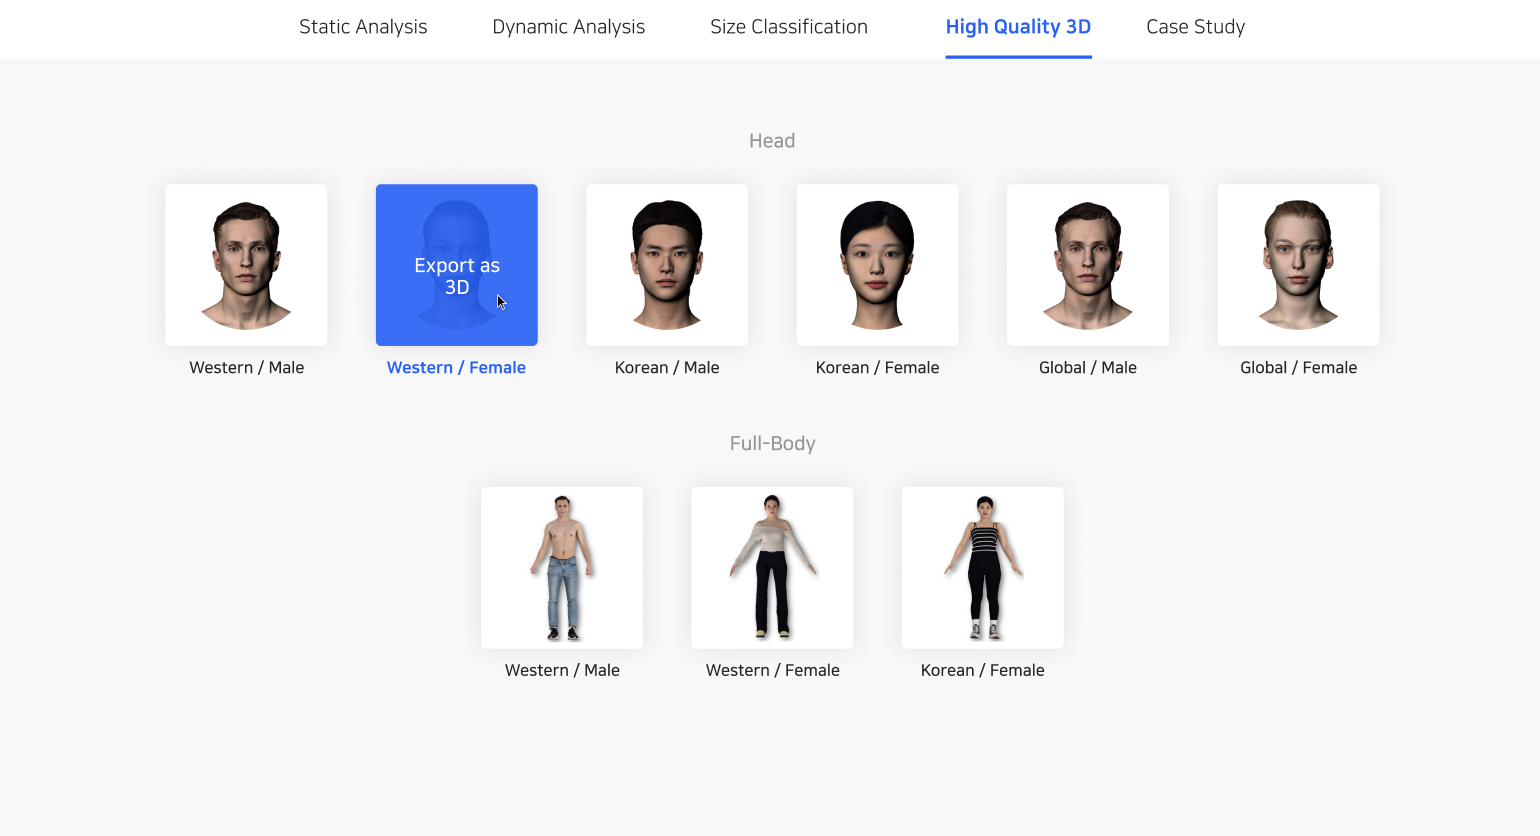 Static Analysis
Dynamic Analysis
Size Classification
High Quality 3D
Case Study
Head
Export as
3D
Western / Male
Western / Female
Korean / Male
Korean / Female
Global / Male
Global / Female
Full-Body
Western / Male
Western / Female
Korean / Female